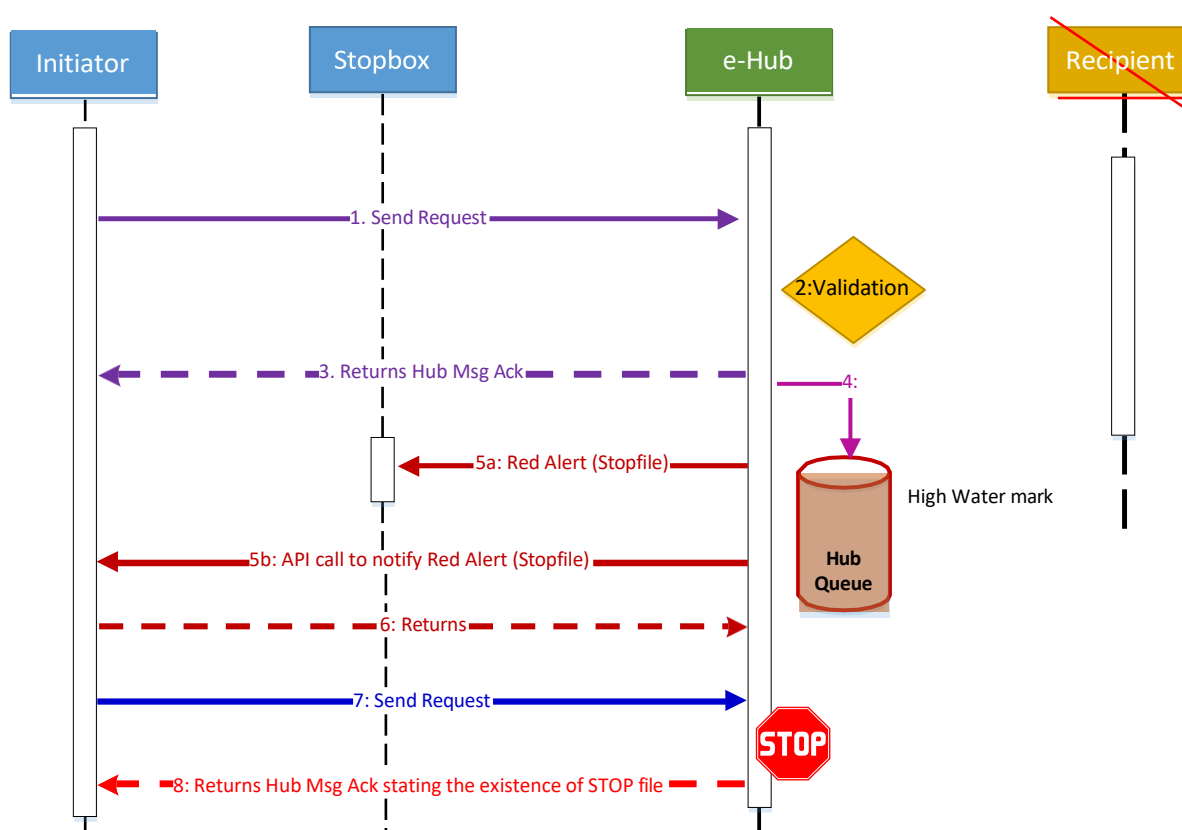 Initiator
Stopbox
e-Hub
Recipient
1. Send Request
2:Validation
3. Returns Hub Msg Ack
4:
5a: Red Alert (Stopfile)
High Water mark
5b: API call to notify Red Alert (Stopfile)
Hub
Queue
6: Returns
7: Send Request
STOP
8: Returns Hub Msg Ack stating the existence of STOP file